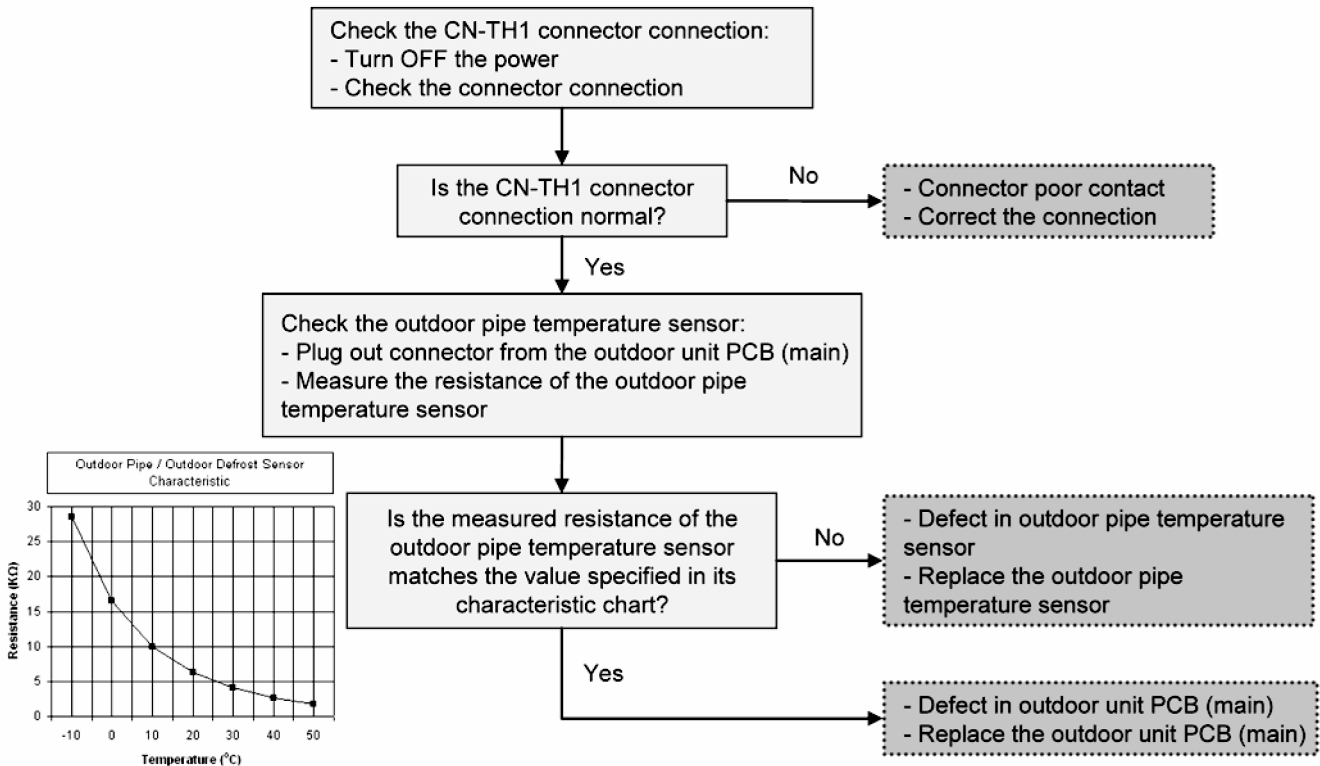 Check the CN-TH1 connector connection:
- Turn OFF the power
- Check the connector connection
Is the CN-TH1 connector
connection normal?
No
- Connector poor contact
- Correct the connection
Yes
Check the outdoor pipe temperature sensor:
- Plug out connector from the outdoor unit PCB (main)
- Measure the resistance of the outdoor pipe
temperature sensor
Outdoor Pipe / Outdoor Defrost Sensor
Characteristic
Resistance (KΩ)
30
25
20
15
10
5
0
-10 0 10 20 30 40 50
Temperature (°C)
Is the measured resistance of the
outdoor pipe temperature sensor
matches the value specified in its
characteristic chart?
No
- Defect in outdoor pipe temperature
sensor
- Replace the outdoor pipe
temperature sensor
Yes
- Defect in outdoor unit PCB (main)
- Replace the outdoor unit PCB (main)